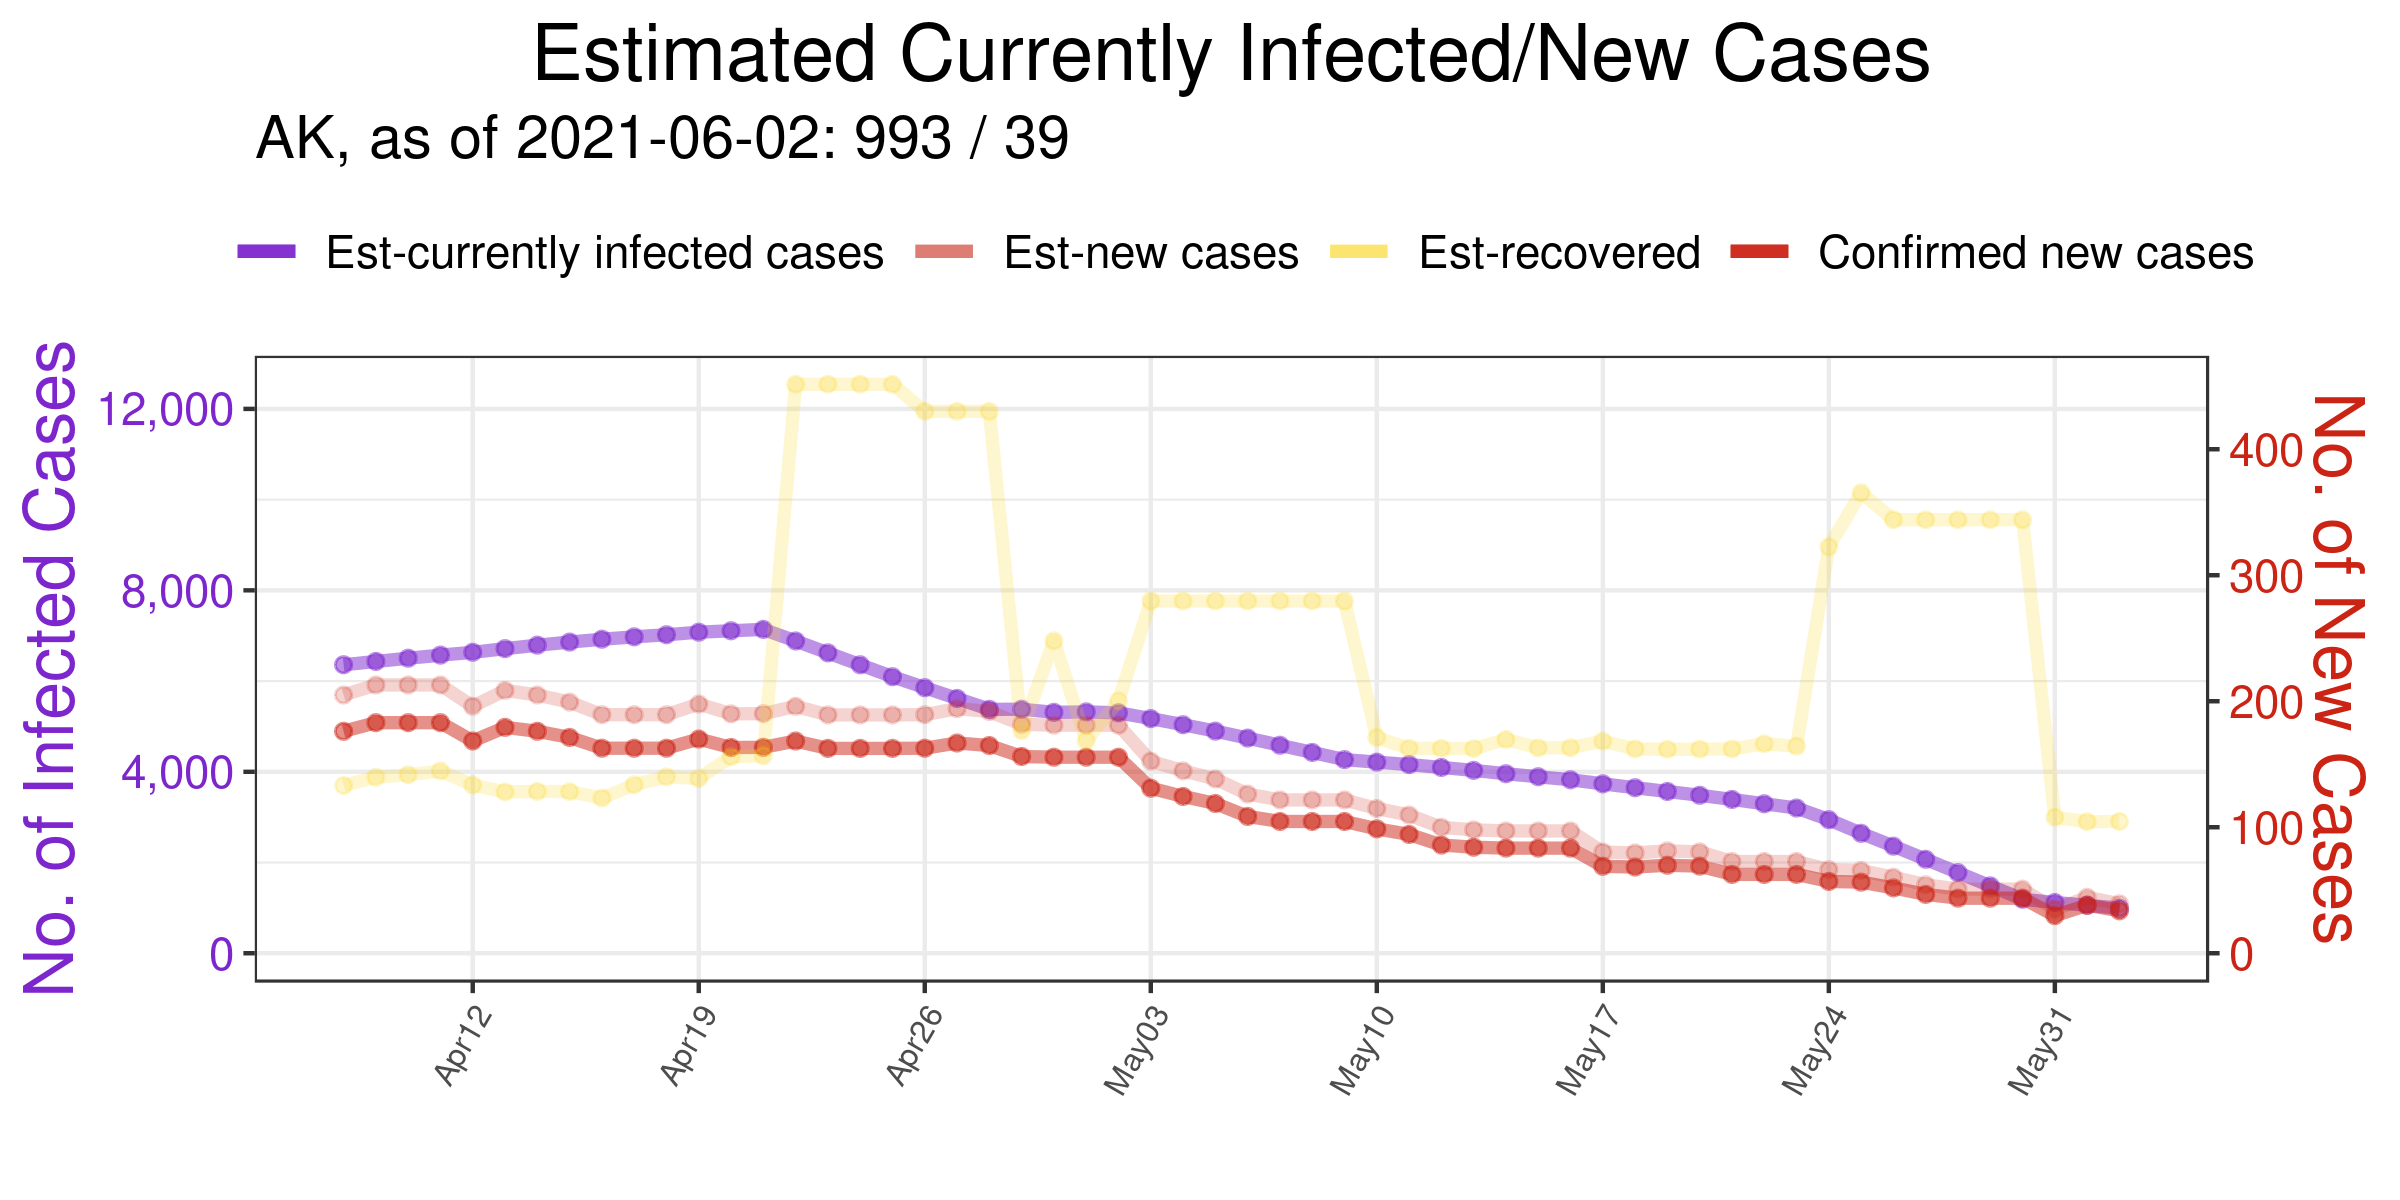 Estimated Currently Infected/New Cases
AK, as of 2021-06-02: 993 / 39
Est-currently infected cases Est-new cases Est-recovered Confirmed new cases
No. of Infected Cases
12,000
8,000
4,000
0
400
300
200
100
0
No. of New Cases
Apr12 Apr19 Apr26 May03 May10 May17 May24 May31